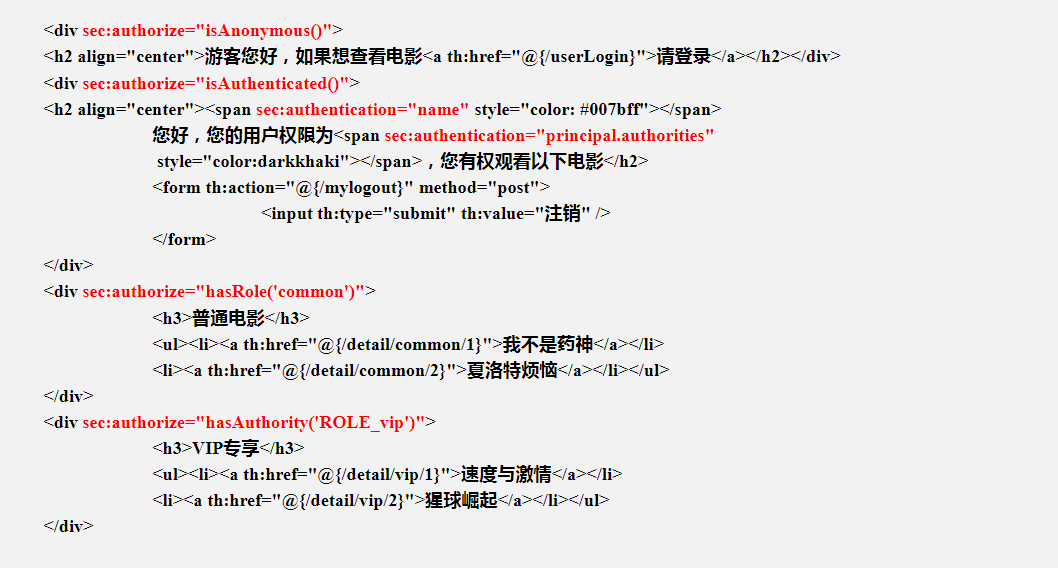 <div sec:authorize="isAnonymous()">
<h2 align="center">游客您好，如果想查看电影<a th:href="@{/userLogin}">请登录</a></h2></div>
<div sec:authorize="isAuthenticated()">
<h2 align="center"><span sec:authentication="name" style="color: #007bff"></span>
您好，您的用户权限为<span sec:authentication="principal.authorities"
style="color:darkkhaki"></span>，您有权观看以下电影</h2>
<form th:action="@{/mylogout}" method="post">
<input th:type="submit" th:value="注销" />
</form>
</div>
<div sec:authorize="hasRole('common')">
<h3>普通电影</h3>
<ul><li><a th:href="@{/detail/common/1}">我不是药神</a></li>
<li><a th:href="@{/detail/common/2}">夏洛特烦恼</a></li></ul>
</div>
<div sec:authorize="hasAuthority('ROLE_vip')">
<h3>VIP专享</h3>
<ul><li><a th:href="@{/detail/vip/1}">速度与激情</a></li>
<li><a th:href="@{/detail/vip/2}">猩球崛起</a></li></ul>
</div>